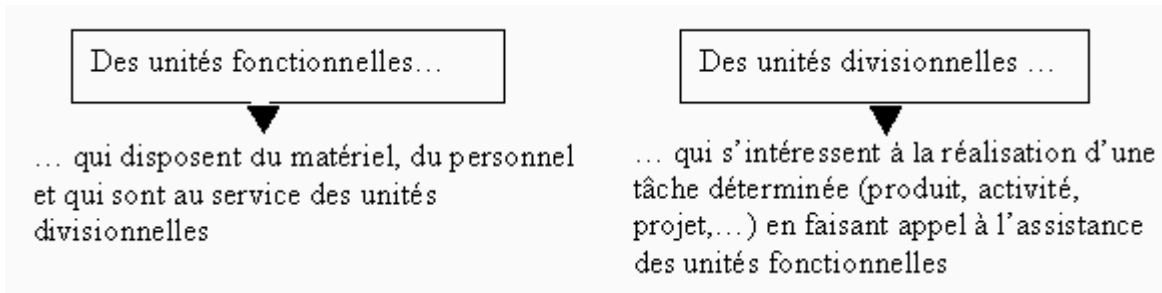 Des unités fonctionnelles…
… qui disposent du matériel, du personnel
et qui sont au service des unités
divisionnelles
Des unités divisionnelles …
… qui s'intéressent à la réalisation d'une
tâche déterminée (produit, activité,
projet,…) en faisant appel à l'assistance
des unités fonctionnelles